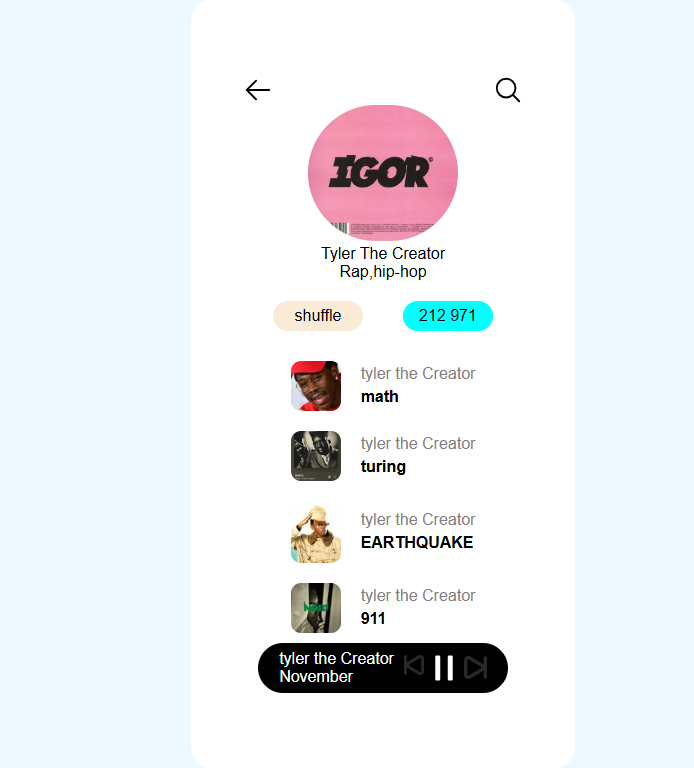 IGOR
Tyler The Creator
Rap,hip-hop
shuffle
212 971
tyler the Creator
math
tyler the Creator
turing
tyler the Creator
EARTHQUAKE
tyler the Creator
911
tyler the Creator
November